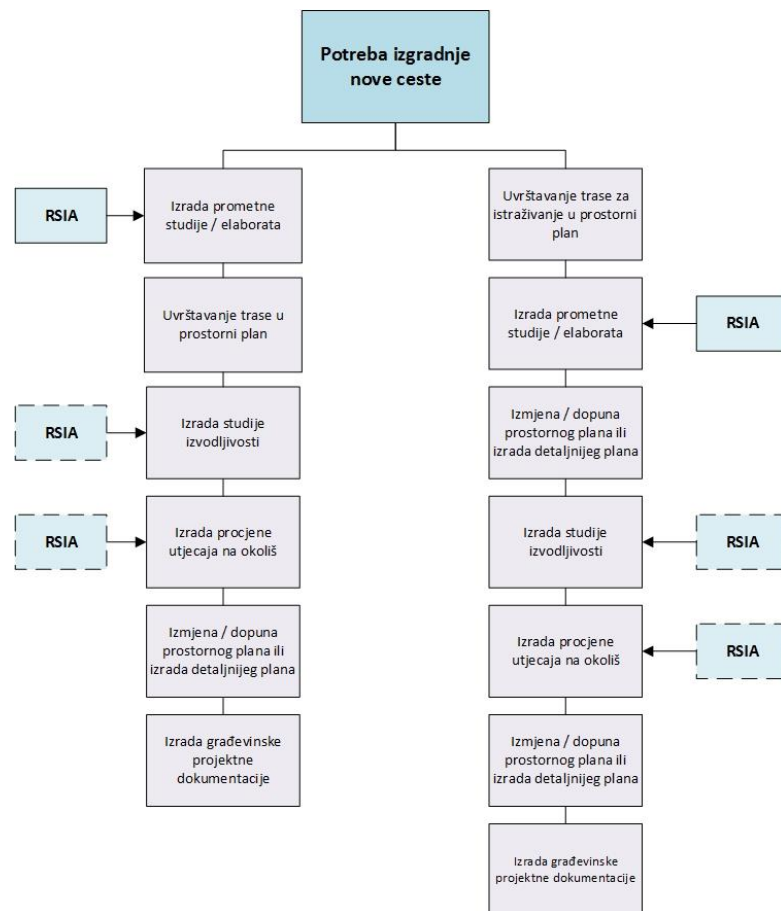 Potreba izgradnje
nove ceste
RSIA
Izrada prometne
studije / elaborata
Uvrštavanje trase u
prostorni plan
RSIA
Izrada studije
izvodljivosti
RSIA
Izrada procjene
utjecaja na okoliš
Izmjena / dopuna
prostornog plana ili
izrada detaljnijeg plana
Izrada građevinske
projektne
dokumentacije
Uvrštavanje trase za
istraživanje u prostorni
plan
Izrada prometne
studije / elaborata
RSIA
Izmjena / dopuna
prostornog plana ili
izrada detaljnijeg plana
Izrada studije
izvodljivosti
RSIA
Izrada procjene
utjecaja na okoliš
RSIA
Izmjena / dopuna
prostornog plana ili
izrada detaljnijeg plana
Izrada građevinske
projektne dokumentacije